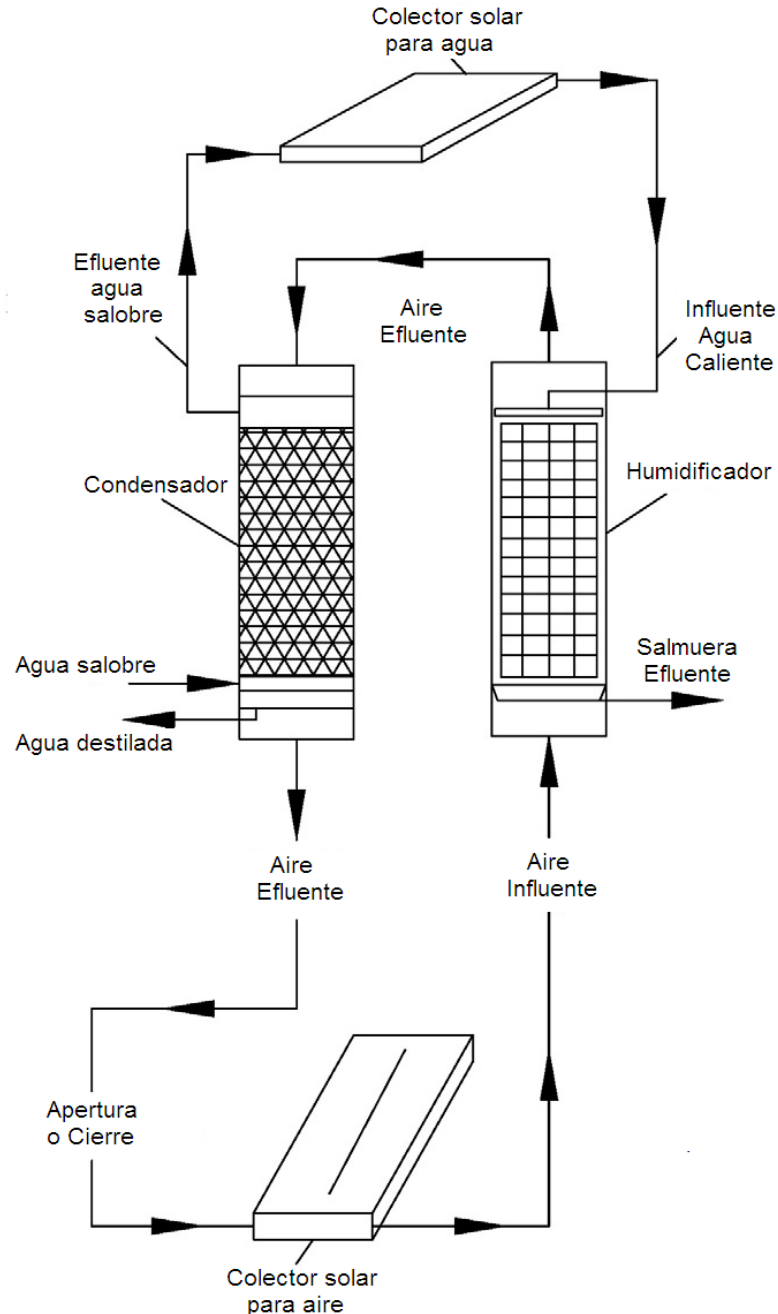 Colector solar
para agua
Efluente
agua
salobre
Aire
Efluente
Influente
Agua
Caliente
Condensador
Humidificador
Agua salobre
Salmuera
Efluente
Agua destilada
Aire
Efluente
Aire
Influente
Apertura
o Cierre
Colector solar
para aire